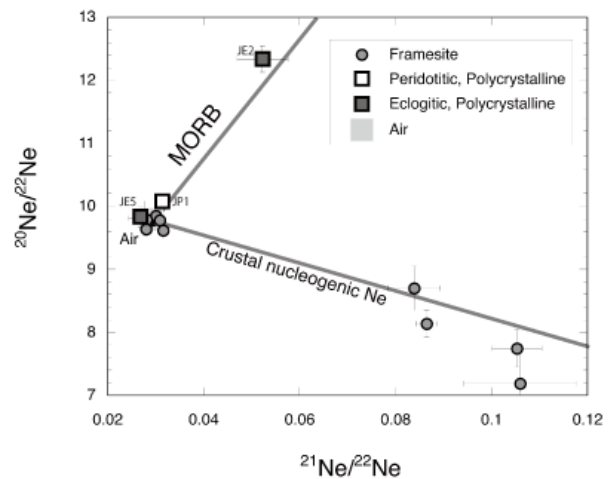 13
12
11
10
9
8
7
20Ne/22Ne
JE2
MORB
Framesite
Peridotitic, Polycrystalline
Eclogitic, Polycrystalline
Air
JE5
JP1
Air
Crustal nucleogenic Ne
0.02
0.04
0.06
0.08
0.1
0.12
21Ne/22Ne